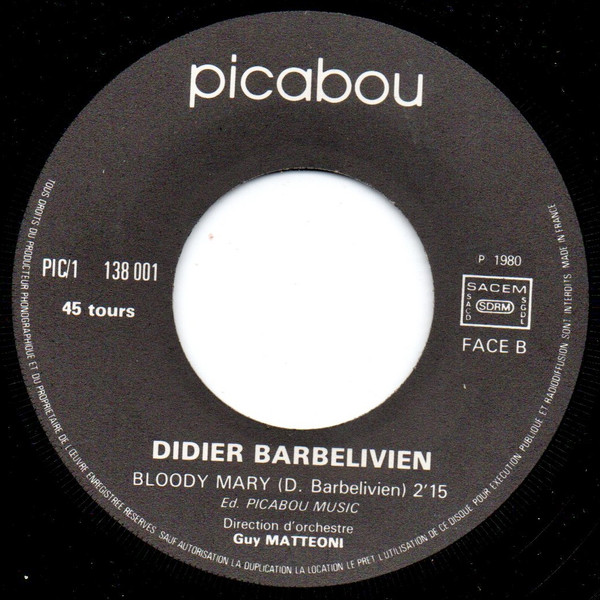 picabou
PIC/1 138 001
45 tours
P 1980
SACEM
SACD
SDRM
SGDL
FACE B
DIDIER BARBELIVIEN
BLOODY MARY (D. Barbelivien) 2'15
Ed. PICABOU MUSIC
Direction d'orchestre
Guy MATTEONI
TOUS DROITS DU PRODUCTEUR PHONOGRAPHIQUE ET DU PROPRIETAIRE DE L'ŒUVRE ENREGISTREE RESERVES SAUF AUTORISATION LA DUPLICATION LA LOCATION LE PRET L'UTILISATION DE CE DISQUE POUR EXECUTION PUBLIQUE ET RADIODIFFUSION SONT INTERDITS MADE IN FRANCE